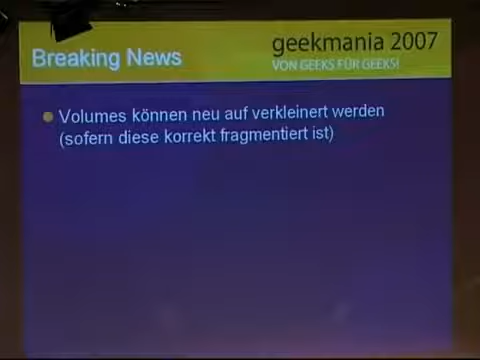 Breaking News
geekmania 2007
VON GEEKS FÜR GEEKS!
Volumes können neu auf verkleinert werden
(sofern diese korrekt fragmentiert ist)